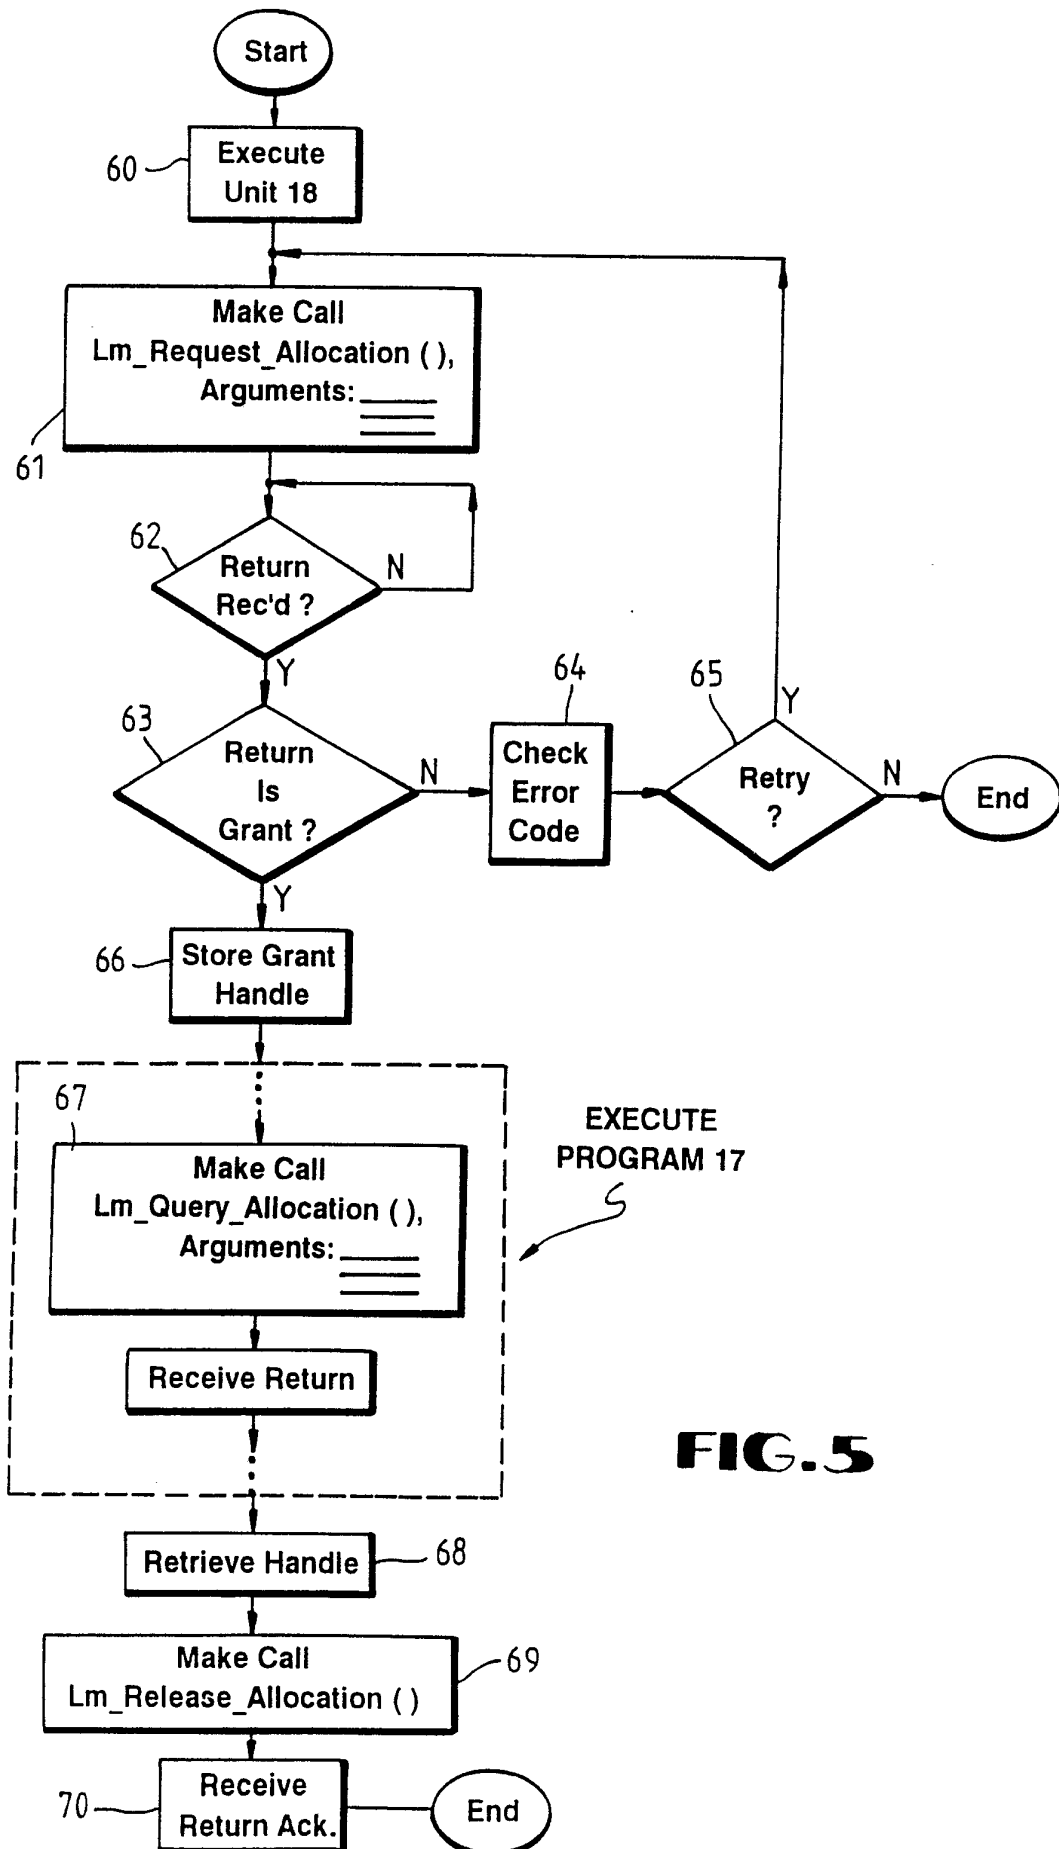 Start
60
Execute
Unit 18
Make Call
Lm_Request_Allocation ( ),
Arguments:
61
62
Return
Rec'd ?
N
Y
63
Return
Is
Grant ?
N
Y
64
Check
Error
Code
65
Retry
?
Y
N
End
66
Store Grant
Handle
67
Make Call
Lm_Query_Allocation ( ),
Arguments:
EXECUTE
PROGRAM 17
Receive Return
FIG.5
Retrieve Handle
68
Make Call
Lm_Release_Allocation ( )
69
70
Receive
Return Ack.
End